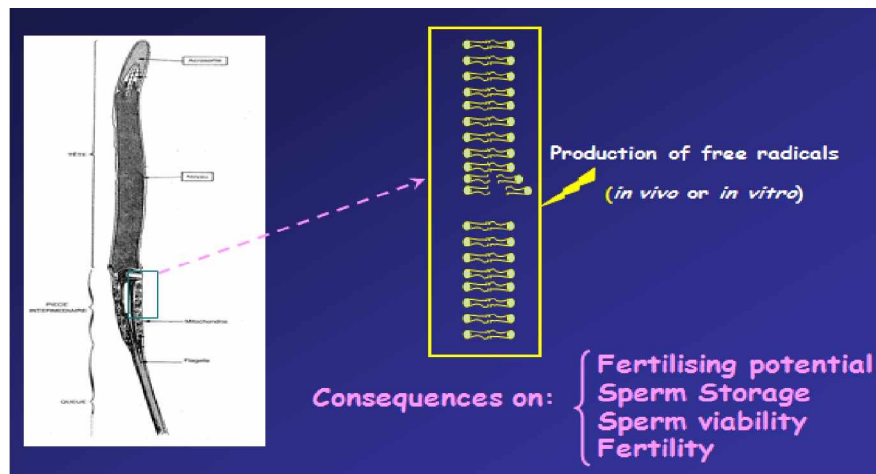 Acrosome
TÊTE
Noyau
PIECE
INTERMEDIAIRE
Mitochondrie
Flagelle
QUEUE
Production of free radicals
(in vivo or in vitro)
Consequences on:
Fertilising potential
Sperm Storage
Sperm viability
Fertility